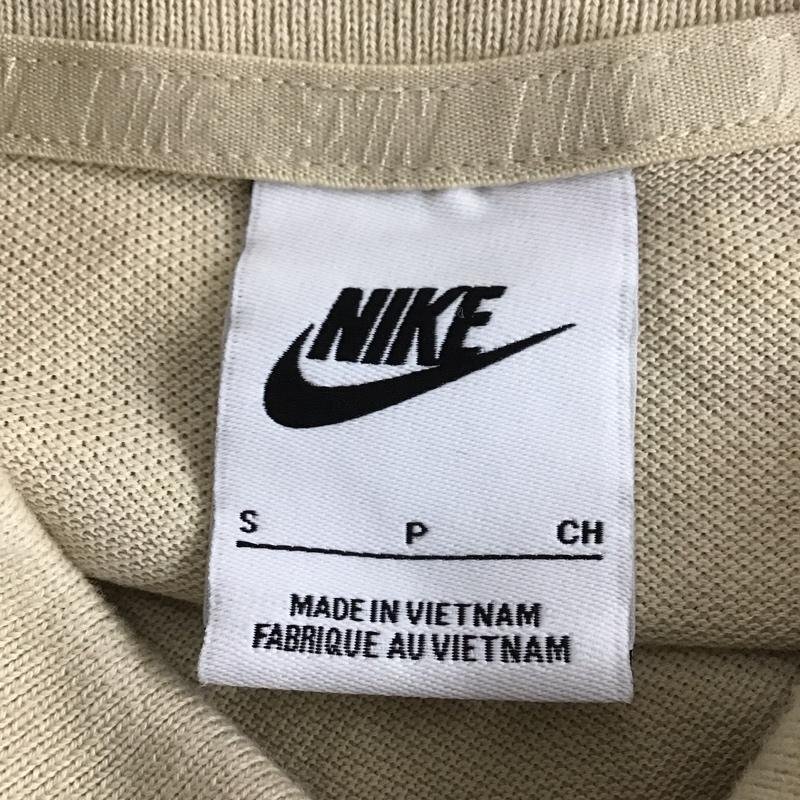 NIKE
S P CH
MADE IN VIETNAM
FABRIQUE AU VIETNAM